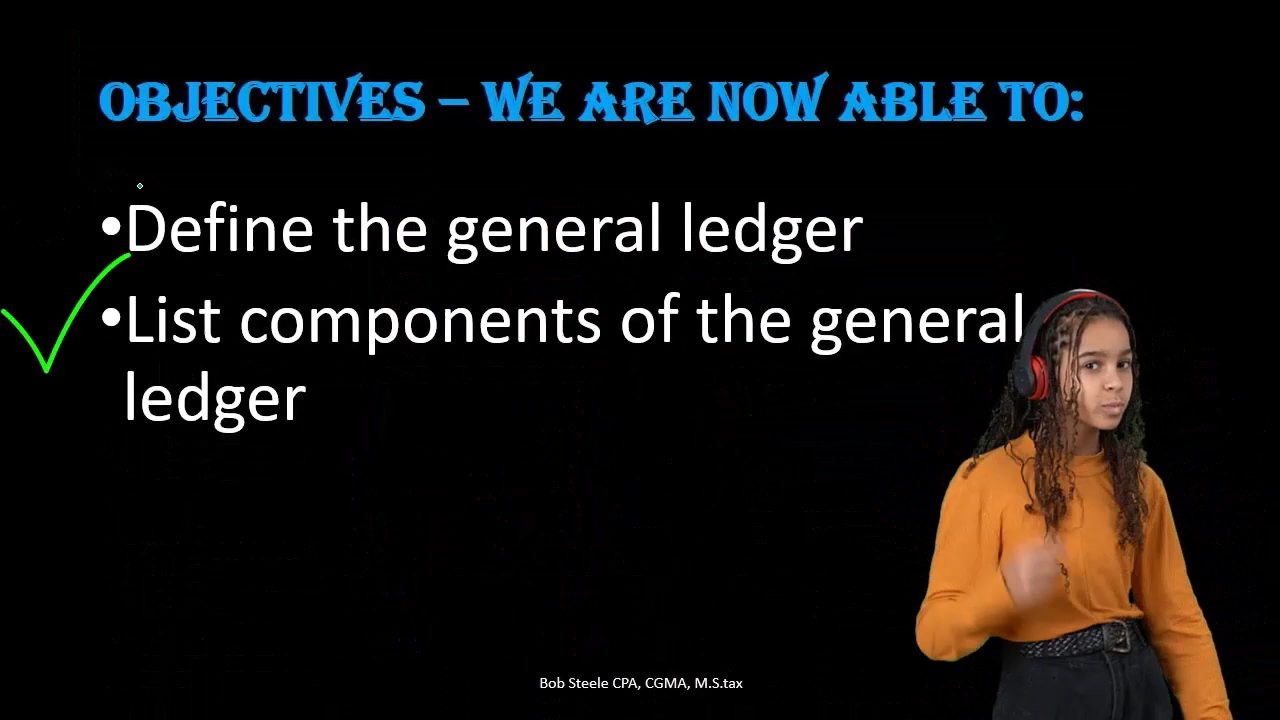 OBJECTIVES – WE ARE NOW ABLE TO:
•Define the general ledger
•List components of the general
ledger
Bob Steele CPA, CGMA, M.S.tax